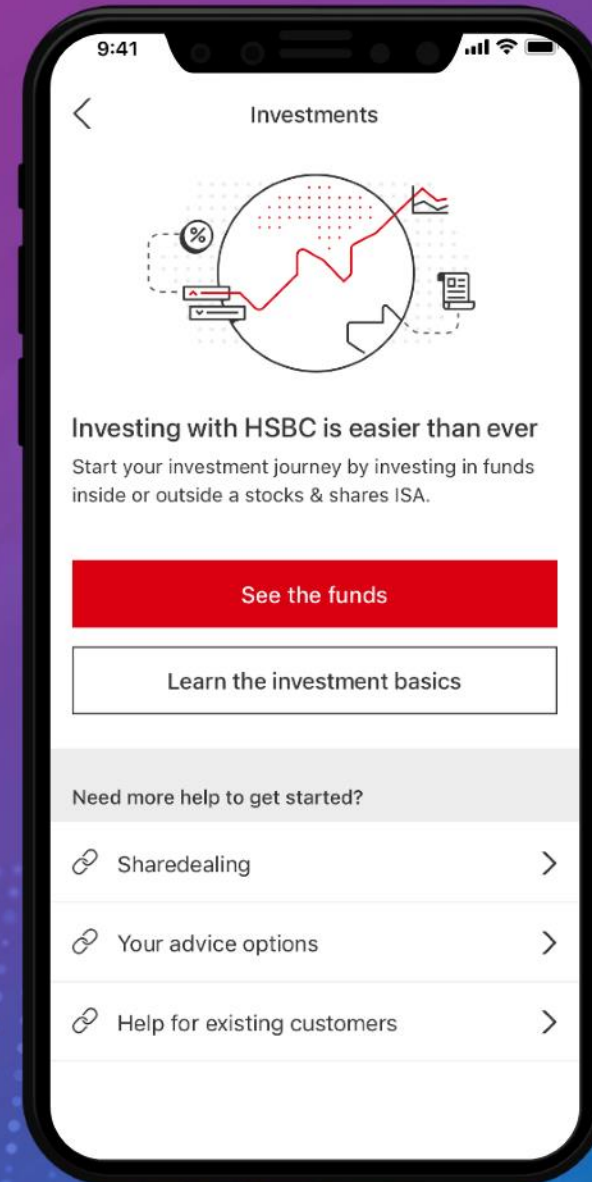 9:41
Investments
%
Investing with HSBC is easier than ever
Start your investment journey by investing in funds
inside or outside a stocks & shares ISA.
See the funds
Learn the investment basics
Need more help to get started?
Sharedealing
Your advice options
Help for existing customers